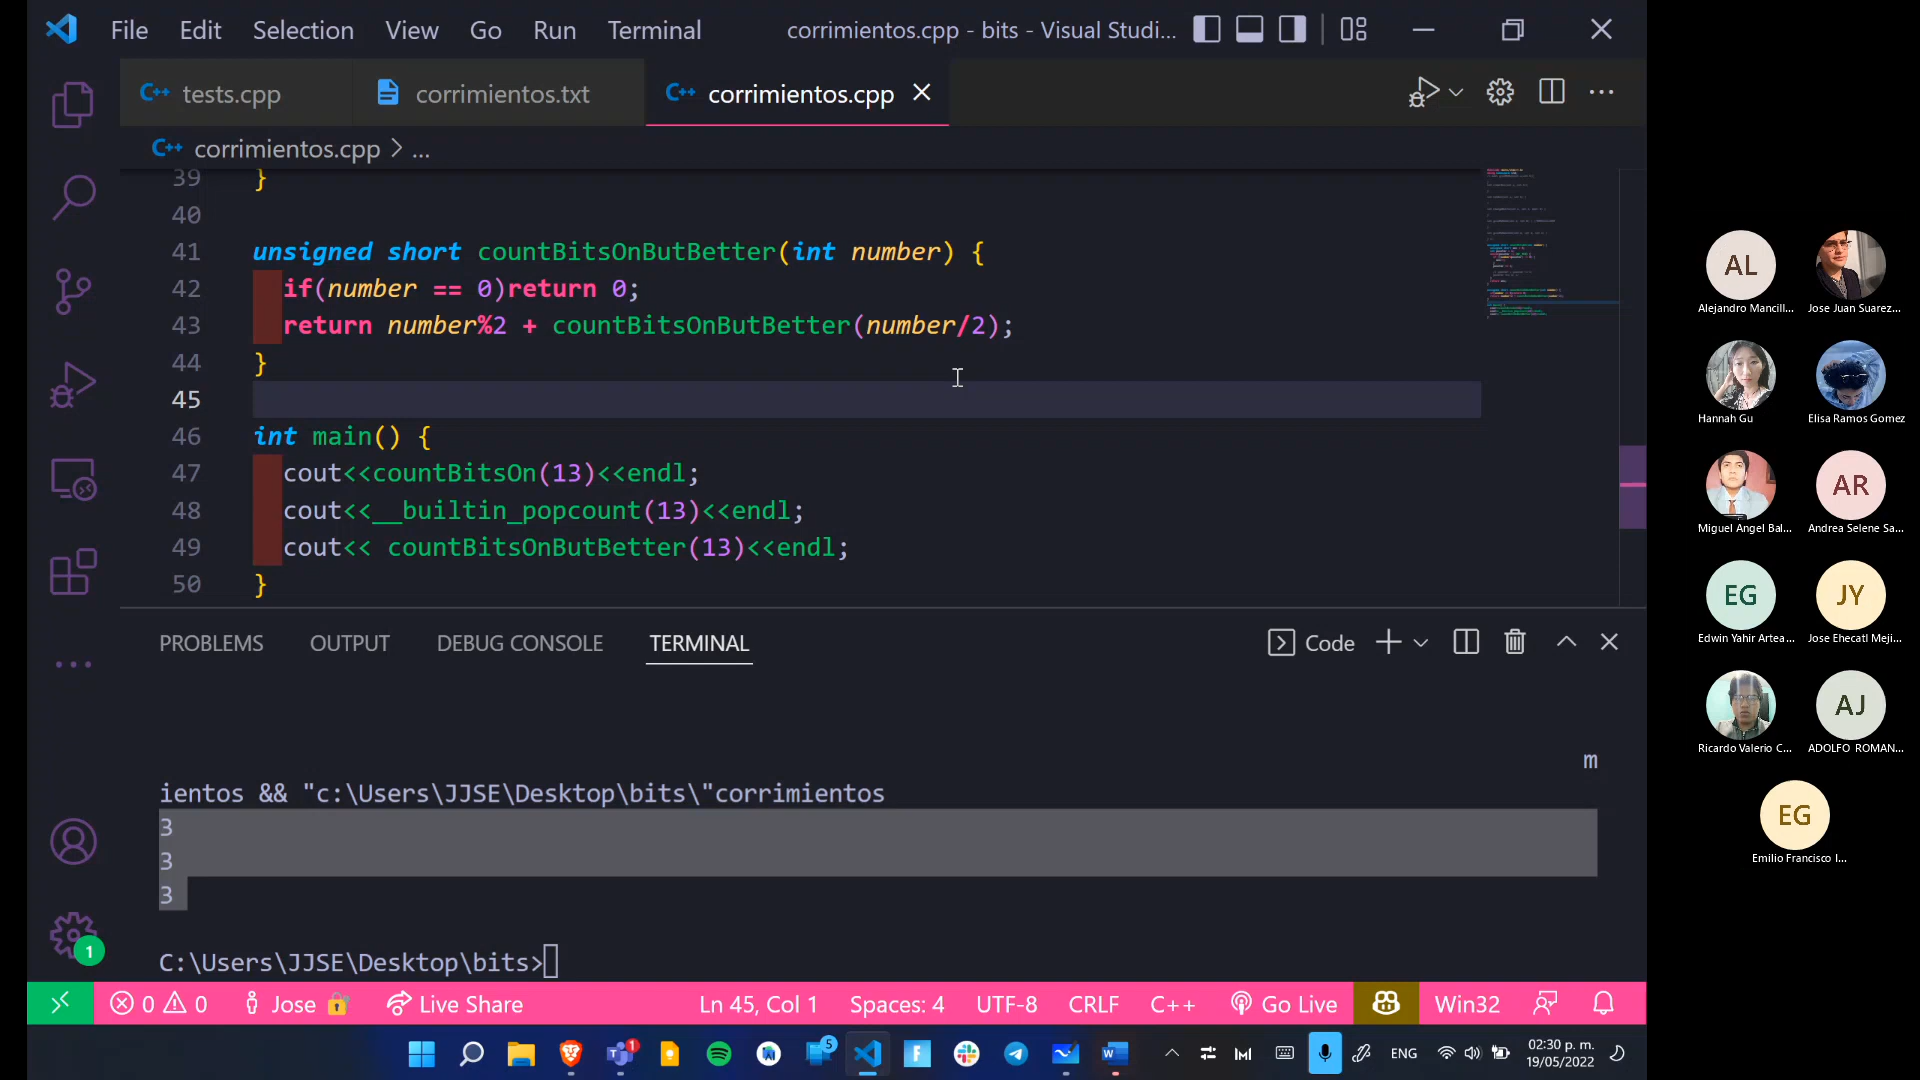 File Edit Selection View Go Run Terminal corrimientos.cpp - bits - Visual Studi...
C++ tests.cpp corrimientos.txt C++ corrimientos.cpp
C++ corrimientos.cpp > ...
39 }
40
41 unsigned short countBitsOnButBetter(int number) {
42 if(number == 0)return 0;
43 return number%2 + countBitsOnButBetter(number/2);
44 }
45
46 int main() {
47 cout<<countBitsOn(13)<<endl;
48 cout<<__builtin_popcount(13)<<endl;
49 cout<< countBitsOnButBetter(13)<<endl;
50 }
PROBLEMS OUTPUT DEBUG CONSOLE TERMINAL Code
m
ientos && "c:\Users\JJSE\Desktop\bits\"corrimientos
3
3
3
C:\Users\JJSE\Desktop\bits>
1
0 0 Jose Live Share Ln 45, Col 1 Spaces: 4 UTF-8 CRLF C++ Go Live Win32
1 5 ENG 02:30 p. m.
19/05/2022
AL
Alejandro Mancill... Jose Juan Suarez...
Hannah Gu Elisa Ramos Gomez
AR
Miguel Angel Bal... Andrea Selene Sa...
EG JY
Edwin Yahir Artea... Jose Ehecatl Meji...
AJ
Ricardo Valerio C... ADOLFO ROMAN...
EG
Emilio Francisco I...